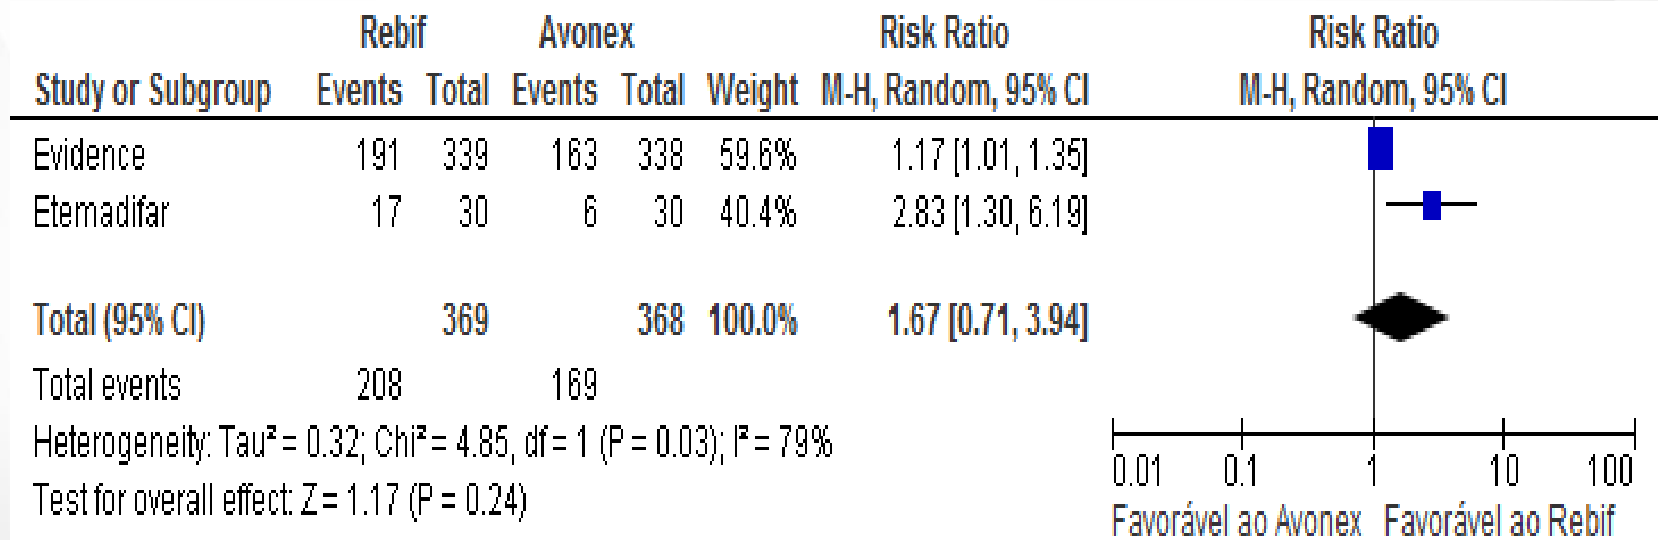 Rebif Avonex Risk Ratio Risk Ratio
Study or Subgroup Events Total Events Total Weight M-H, Random, 95% CI M-H, Random, 95% CI
Evidence 191 339 163 338 59.6% 1.17 [1.01, 1.35]
Etemadifar 17 30 6 30 40.4% 2.83 [1.30, 6.19]
Total (95% CI) 369 368 100.0% 1.67 [0.71, 3.94]
Total events 208 169
Heterogeneity: Tau² = 0.32; Chi² = 4.85, df = 1 (P = 0.03); I² = 79%
Test for overall effect: Z = 1.17 (P = 0.24)
0.01 0.1 1 10 100
Favorável ao Avonex Favorável ao Rebif